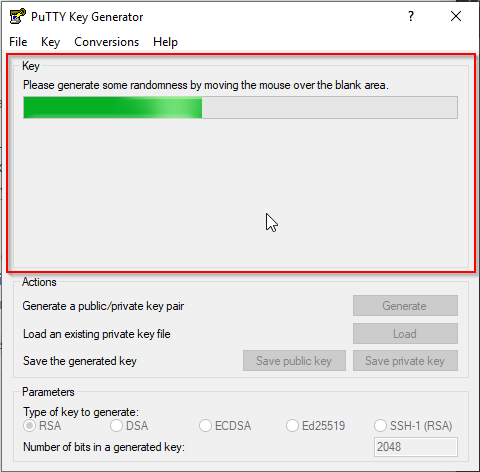 PuTTY Key Generator
File Key Conversions Help
Key
Please generate some randomness by moving the mouse over the blank area.
Actions
Generate a public/private key pair Generate
Load an existing private key file Load
Save the generated key Save public key Save private key
Parameters
Type of key to generate:
RSA DSA ECDSA Ed25519 SSH-1 (RSA)
Number of bits in a generated key: 2048